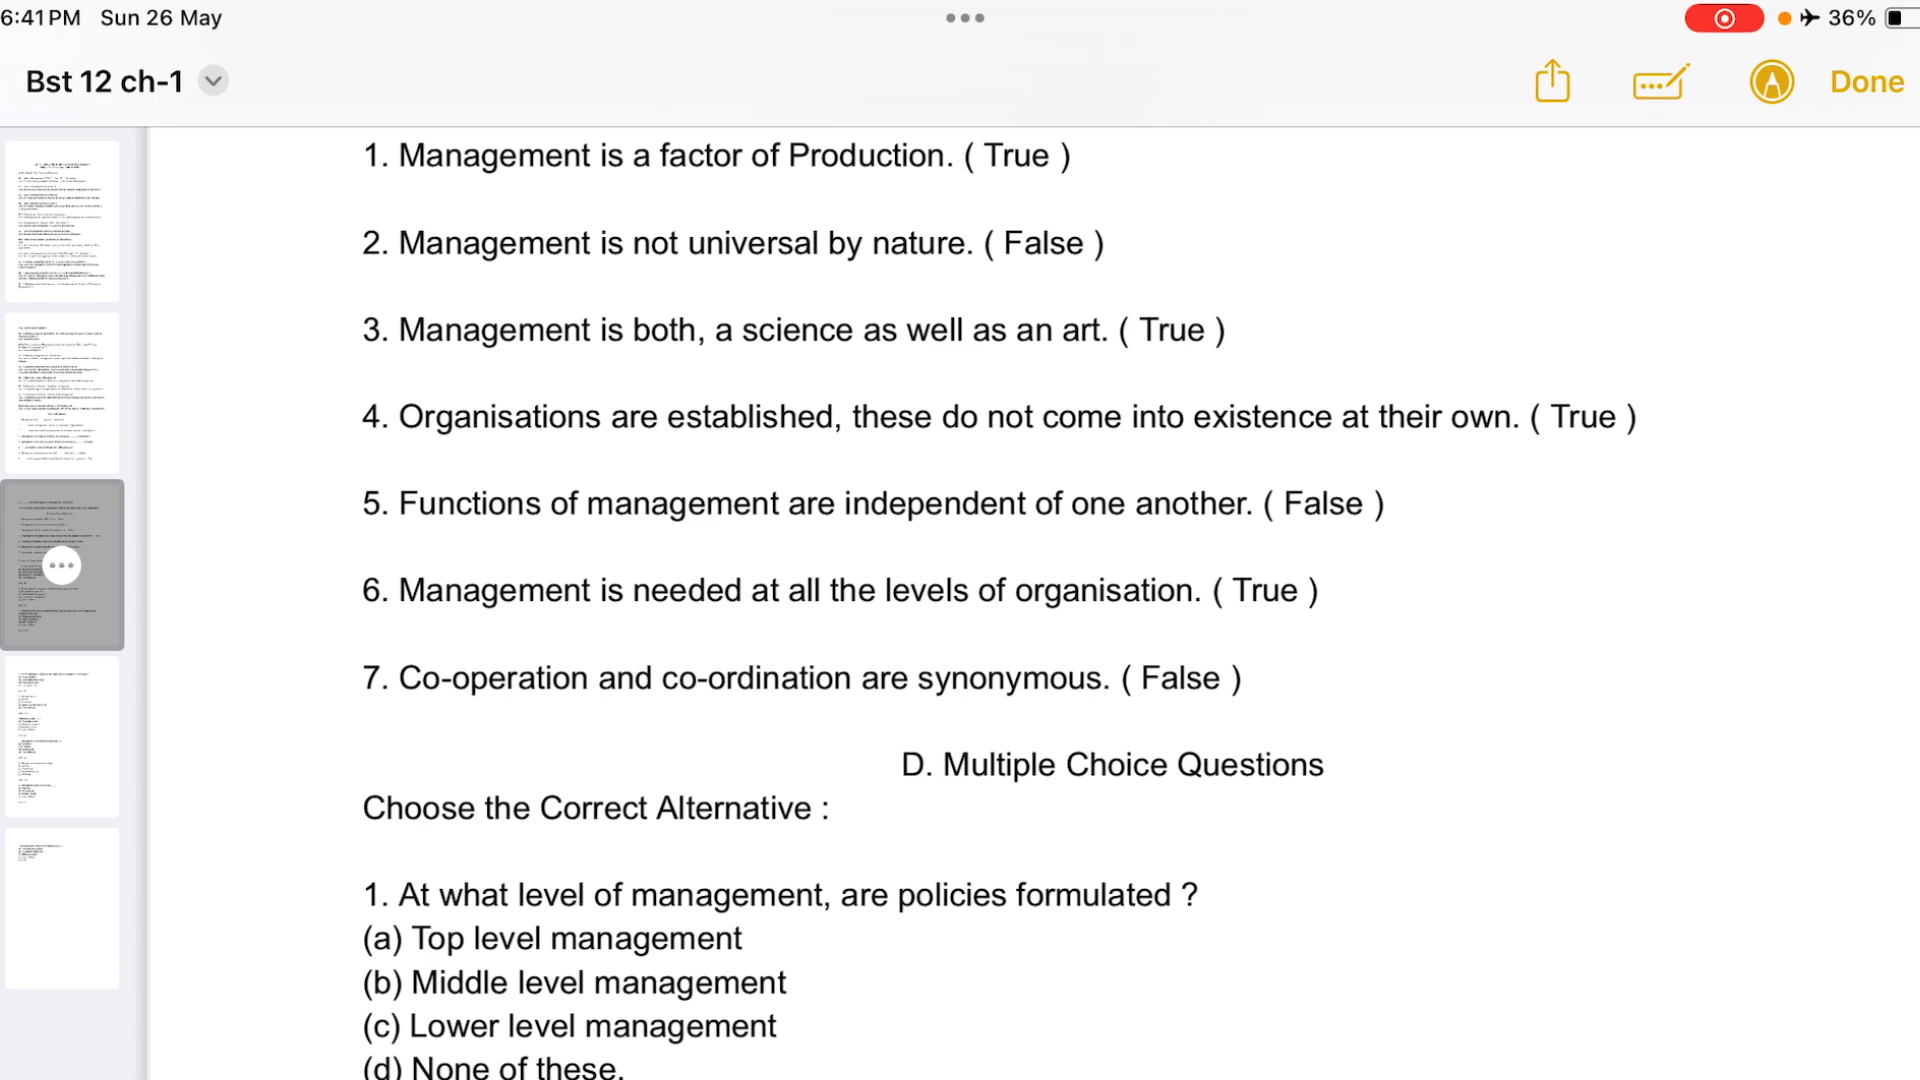 6:41 PM Sun 26 May
36%
Bst 12 ch-1
Done
1. Management is a factor of Production. ( True )
2. Management is not universal by nature. ( False )
3. Management is both, a science as well as an art. ( True )
4. Organisations are established, these do not come into existence at their own. ( True )
5. Functions of management are independent of one another. ( False )
6. Management is needed at all the levels of organisation. ( True )
7. Co-operation and co-ordination are synonymous. ( False )
D. Multiple Choice Questions
Choose the Correct Alternative :
1. At what level of management, are policies formulated ?
(a) Top level management
(b) Middle level management
(c) Lower level management
(d) None of these.